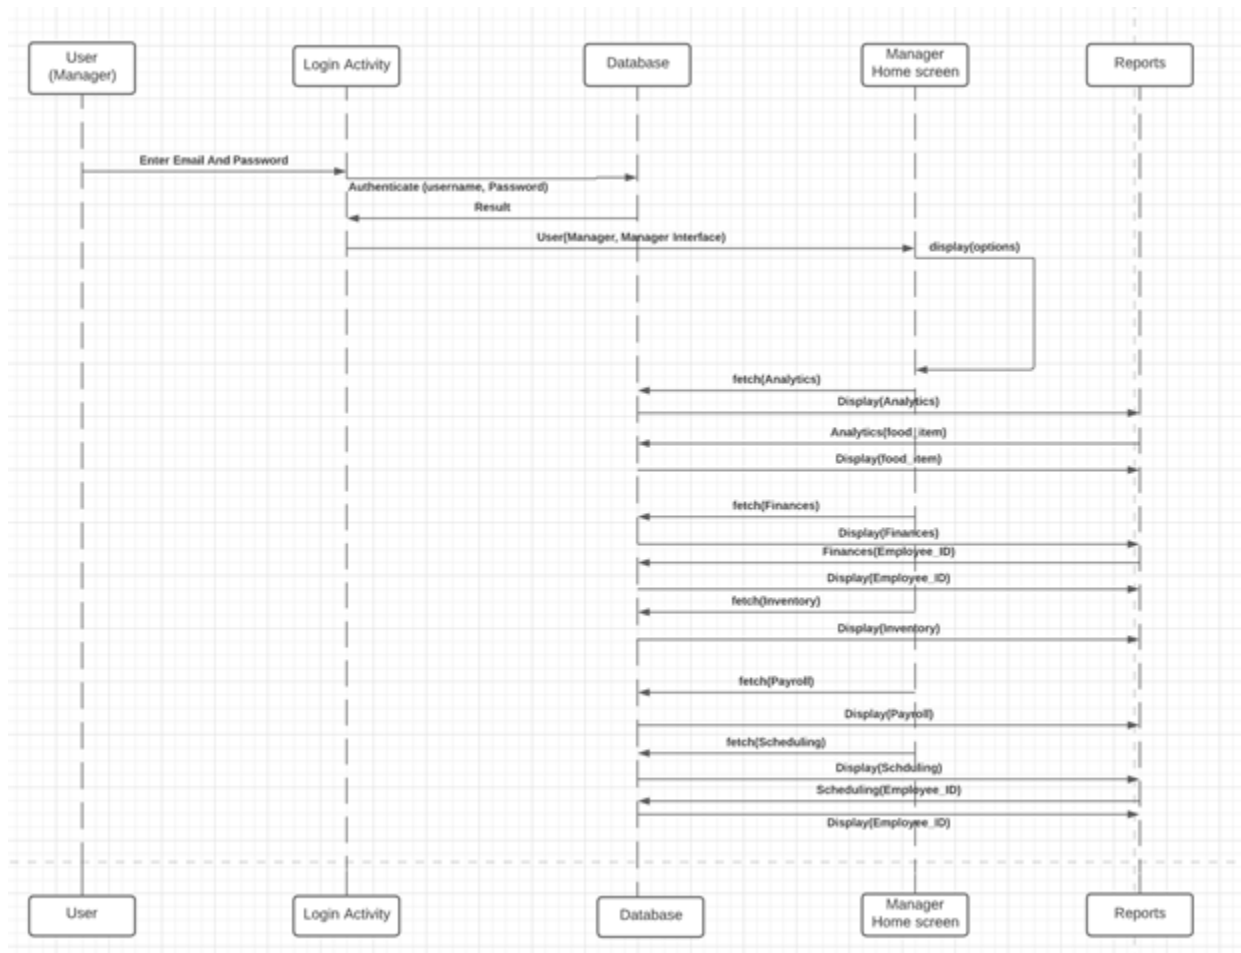 User
(Manager)
Login Activity
Database
Manager
Home screen
Reports
Enter Email And Password
Authenticate (username, Password)
Result
User(Manager, Manager Interface)
display(options)
fetch(Analytics)
Display(Analytics)
Analytics(food_item)
Display(food_item)
fetch(Finances)
Display(Finances)
Finances(Employee_ID)
Display(Employee_ID)
fetch(Inventory)
Display(Inventory)
fetch(Payroll)
Display(Payroll)
fetch(Scheduling)
Display(Schduling)
Scheduling(Employee_ID)
Display(Employee_ID)
User
Login Activity
Database
Manager
Home screen
Reports